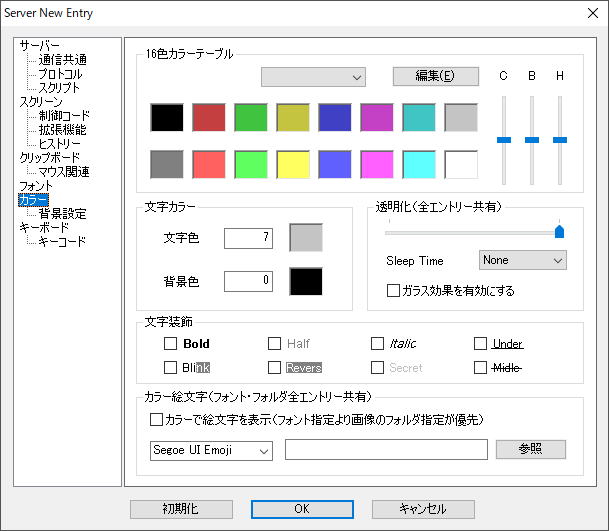 Server New Entry
サーバー
通信共通
プロトコル
スクリプト
スクリーン
制御コード
拡張機能
ヒストリー
クリップボード
マウス関連
フォント
カラー
背景設定
キーボード
キーコード
16色カラーテーブル
編集(E)
C B H
文字カラー
文字色 7
背景色 0
透明化(全エントリー共有)
Sleep Time None
ガラス効果を有効にする
文字装飾
Bold Half Italic Under
Blink Revers Secret Midle
カラー絵文字(フォント・フォルダ全エントリー共有)
カラーで絵文字を表示(フォント指定より画像のフォルダ指定が優先)
Segoe UI Emoji 参照
初期化 OK キャンセル